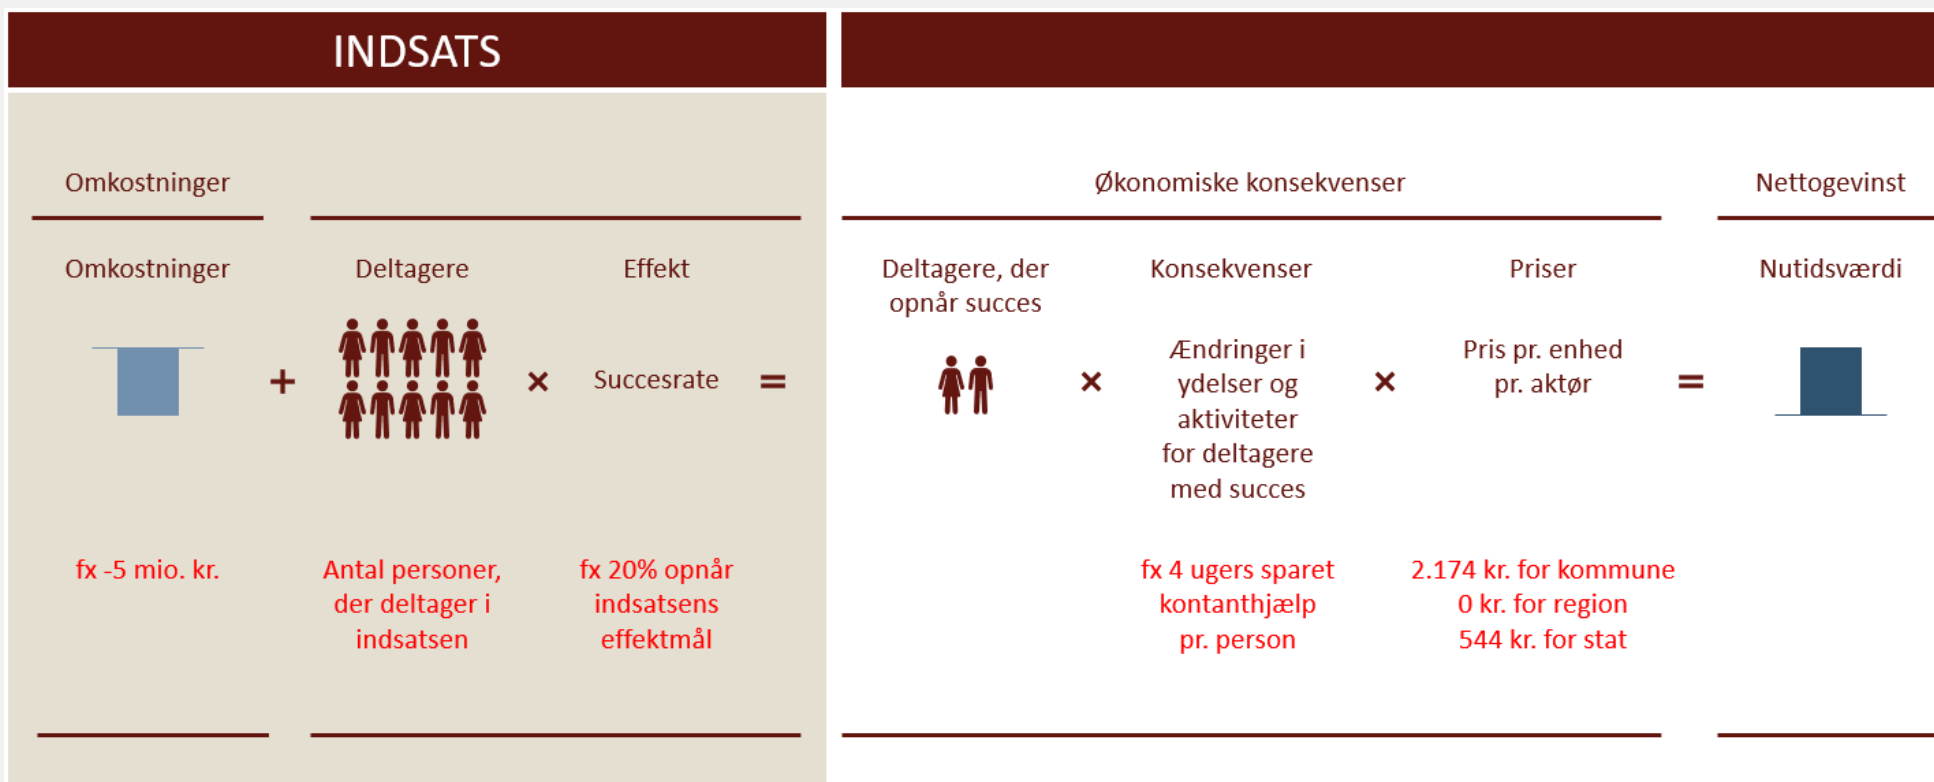 INDSATS
Omkostninger
Økonomiske konsekvenser
Nettogevinst
Omkostninger
Deltagere
Effekt
Deltagere, der
opnår succes
Konsekvenser
Priser
Nutidsværdi
+
×
Succesrate
=
×
Ændringer i
ydelser og
aktiviteter
for deltagere
med succes
×
Pris pr. enhed
pr. aktør
=
fx -5 mio. kr.
Antal personer,
der deltager i
indsatsen
fx 20% opnår
indsatsens
effektmål
fx 4 ugers sparet
kontanthjælp
pr. person
2.174 kr. for kommune
0 kr. for region
544 kr. for stat